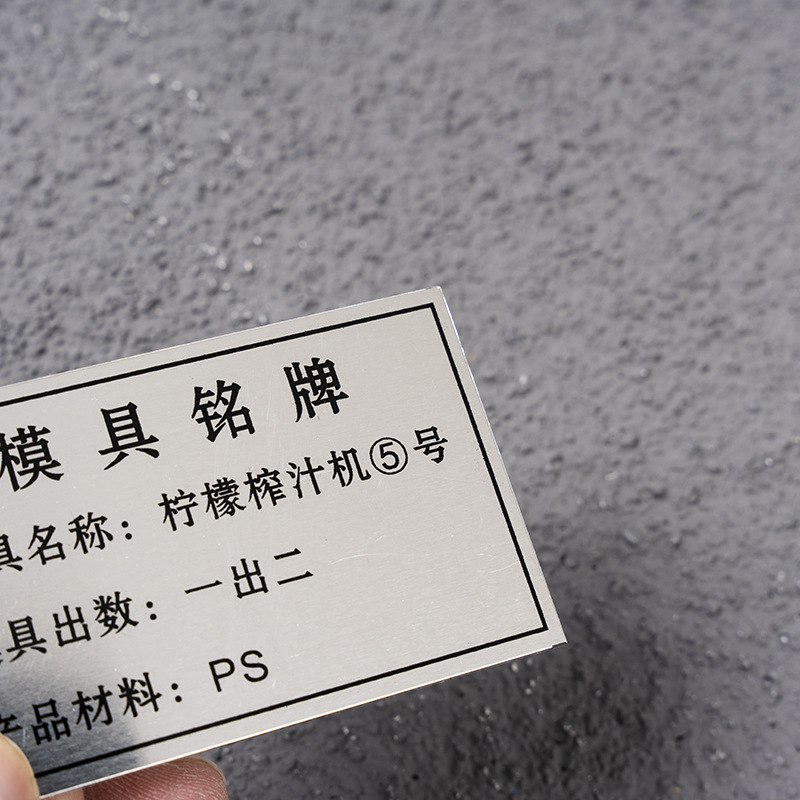 模具铭牌
具名称：柠檬榨汁机⑤号
具出数：一出二
产品材料：PS